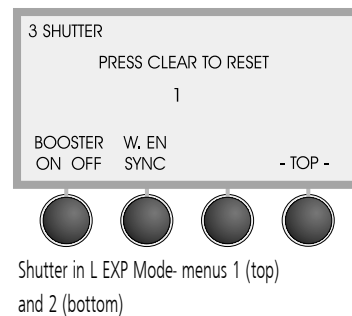 3 SHUTTER
PRESS CLEAR TO RESET
1
BOOSTER W. EN
ON OFF SYNC - TOP -
Shutter in L EXP Mode- menus 1 (top)
and 2 (bottom)